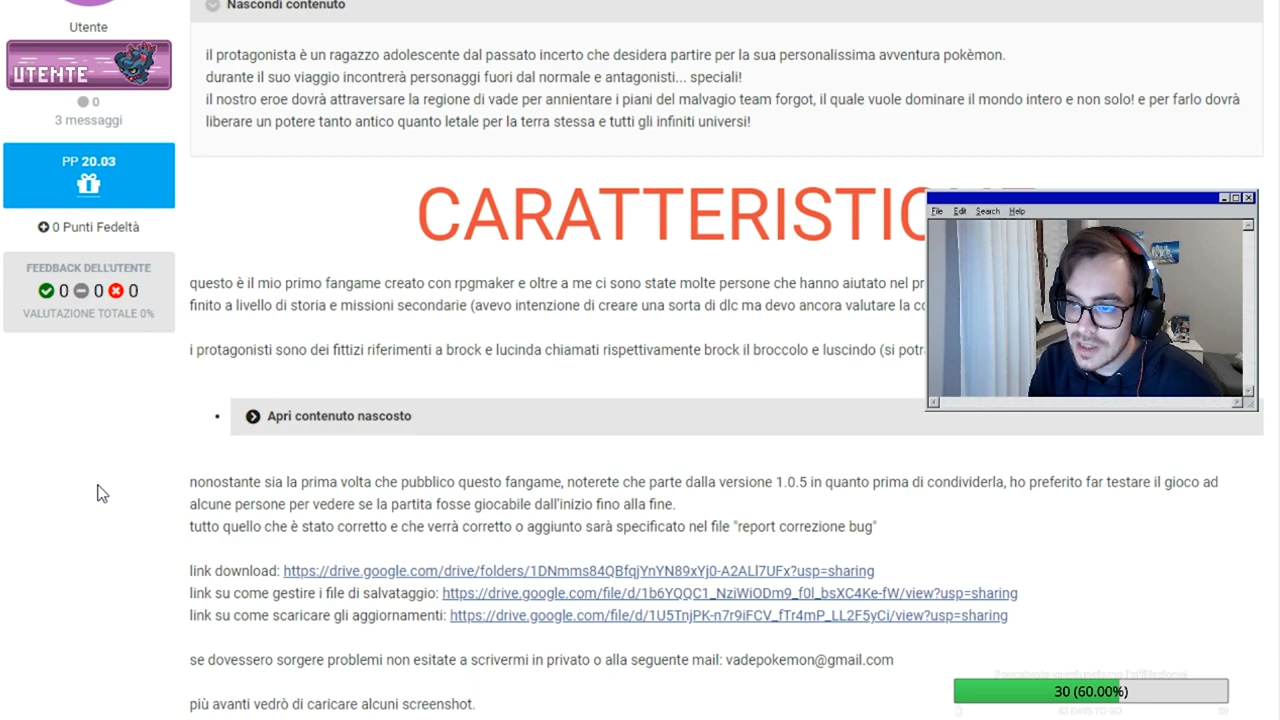 Nascondi contenuto
Utente
UTENTE
0
3 messaggi
PP 20.03
0 Punti Fedeltà
FEEDBACK DELL'UTENTE
0 0 0
VALUTAZIONE TOTALE 0%
il protagonista è un ragazzo adolescente dal passato incerto che desidera partire per la sua personalissima avventura pokèmon.
durante il suo viaggio incontrerà personaggi fuori dal normale e antagonisti... speciali!
il nostro eroe dovrà attraversare la regione di vade per annientare i piani del malvagio team forgot, il quale vuole dominare il mondo intero e non solo! e per farlo dovrà
liberare un potere tanto antico quanto letale per la terra stessa e tutti gli infiniti universi!
File Edit Search Help
questo è il mio primo fangame creato con rpgmaker e oltre a me ci sono state molte persone che hanno aiutato nel
finito a livello di storia e missioni secondarie (avevo intenzione di creare una sorta di dlc ma devo ancora valutare la
i protagonisti sono dei fittizi riferimenti a brock e lucinda chiamati rispettivamente brock il broccolo e luscindo (si
Apri contenuto nascosto
nonostante sia la prima volta che pubblico questo fangame, noterete che parte dalla versione 1.0.5 in quanto prima di condividerla, ho preferito far testare il gioco ad
alcune persone per vedere se la partita fosse giocabile dall'inizio fino alla fine.
tutto quello che è stato corretto e che verrà corretto o aggiunto sarà specificato nel file "report correzione bug"
link download: https://drive.google.com/drive/folders/1DNmms84QBfqjYnYN89xYj0-A2ALl7UFx?usp=sharing
link su come gestire i file di salvataggio: https://drive.google.com/file/d/1b6YQQC1_NziWiODm9_f0l_bsXC4Ke-fW/view?usp=sharing
link su come scaricare gli aggiornamenti: https://drive.google.com/file/d/1U5TnjPK-n7r9iFCV_fTr4mP_LL2F5yCi/view?usp=sharing
se dovessero sorgere problemi non esitate a scrivermi in privato o alla seguente mail: vadepokemon@gmail.com
più avanti vedrò di caricare alcuni screenshot.
30 (60.00%)